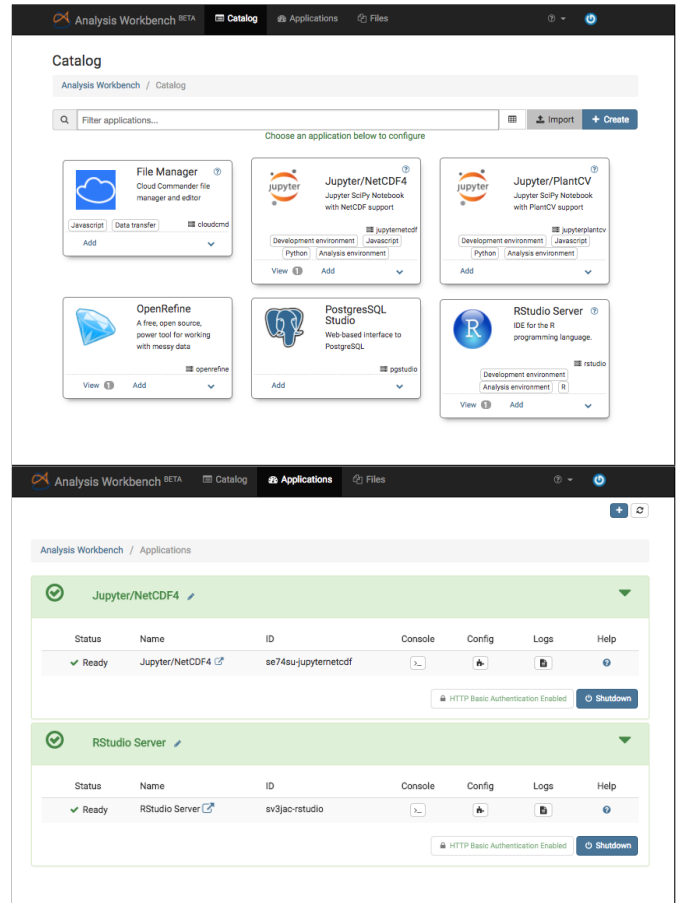 Analysis Workbench BETA Catalog Applications Files
Catalog
Analysis Workbench / Catalog
Filter applications... Import + Create
Choose an application below to configure
File Manager
Cloud Commander file
manager and editor
Javascript Data transfer cloudcmd
Add
jupyter
Jupyter/NetCDF4
Jupyter SciPy Notebook
with NetCDF support
jupyternetcdf
Development environment Javascript
Python Analysis environment
View 1 Add
jupyter
Jupyter/PlantCV
Jupyter SciPy Notebook
with PlantCV support
jupyterplantcv
Development environment Javascript
Python Analysis environment
Add
OpenRefine
A free, open source,
power tool for working
with messy data
openrefine
View 1 Add
PostgresSQL
Studio
Web-based interface to
PostgreSQL
pgstudio
Add
R
RStudio Server
IDE for the R
programming language.
rstudio
Development environment
Analysis environment R
View 1 Add
Analysis Workbench BETA Catalog Applications Files
+
Analysis Workbench / Applications
Jupyter/NetCDF4
Status Name ID Console Config Logs Help
Ready Jupyter/NetCDF4 se74su-jupyternetcdf >_
HTTP Basic Authentication Enabled Shutdown
RStudio Server
Status Name ID Console Config Logs Help
Ready RStudio Server sv3jac-rstudio >_
HTTP Basic Authentication Enabled Shutdown